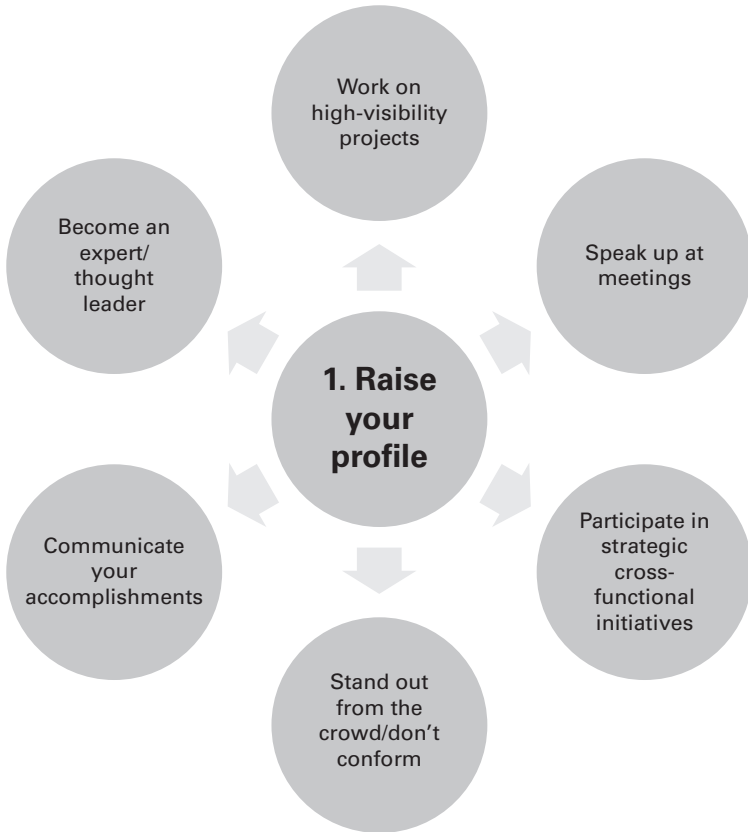 Work on
high-visibility
projects
Speak up at
meetings
Participate in
strategic
cross-
functional
initiatives
Stand out
from the
crowd/don't
conform
Communicate
your
accomplishments
Become an
expert/
thought
leader
1. Raise
your
profile